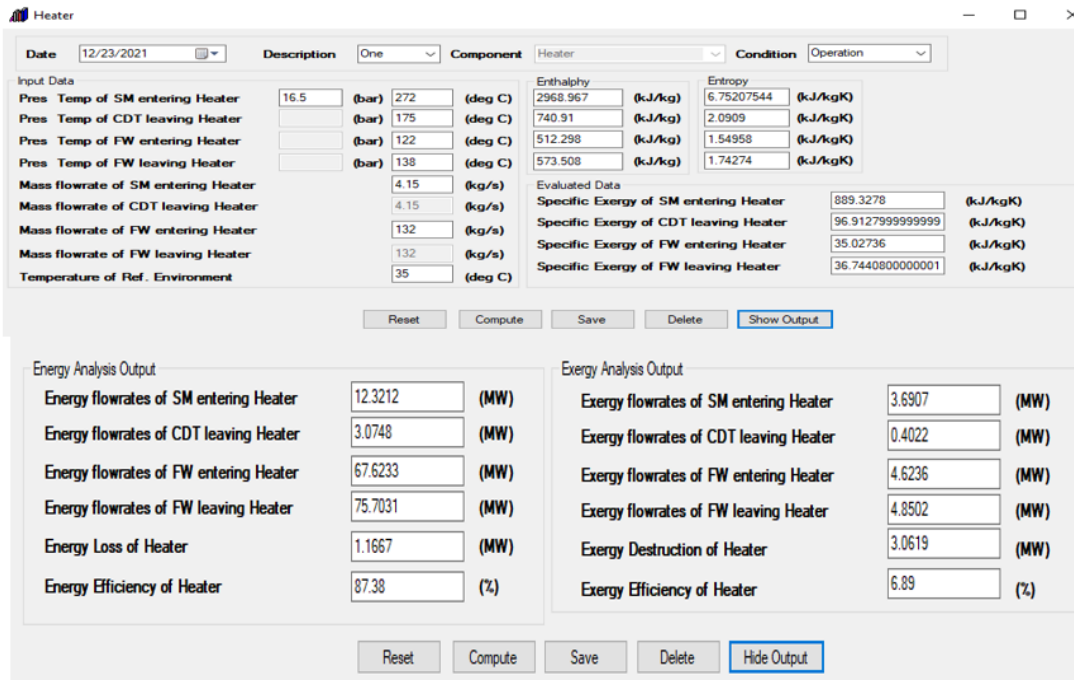 Heater
Date 12/23/2021 Description One Component Heater Condition Operation
Input Data
Pres Temp of SM entering Heater 16.5 (bar) 272 (deg C)
Pres Temp of CDT leaving Heater (bar) 175 (deg C)
Pres Temp of FW entering Heater (bar) 122 (deg C)
Pres Temp of FW leaving Heater (bar) 138 (deg C)
Mass flowrate of SM entering Heater 4.15 (kg/s)
Mass flowrate of CDT leaving Heater 4.15 (kg/s)
Mass flowrate of FW entering Heater 132 (kg/s)
Mass flowrate of FW leaving Heater 132 (kg/s)
Temperature of Ref. Environment 35 (deg C)
Enthalphy
2968.967 (kJ/kg)
740.91 (kJ/kg)
512.298 (kJ/kg)
573.508 (kJ/kg)
Entropy
6.75207544 (kJ/kgK)
2.0909 (kJ/kgK)
1.54958 (kJ/kgK)
1.74274 (kJ/kgK)
Evaluated Data
Specific Exergy of SM entering Heater 889.3278 (kJ/kgK)
Specific Exergy of CDT leaving Heater 96.9127999999999 (kJ/kgK)
Specific Exergy of FW entering Heater 35.02736 (kJ/kgK)
Specific Exergy of FW leaving Heater 36.7440800000001 (kJ/kgK)
Reset Compute Save Delete Show Output
Energy Analysis Output
Energy flowrates of SM entering Heater 12.3212 (MW)
Energy flowrates of CDT leaving Heater 3.0748 (MW)
Energy flowrates of FW entering Heater 67.6233 (MW)
Energy flowrates of FW leaving Heater 75.7031 (MW)
Energy Loss of Heater 1.1667 (MW)
Energy Efficiency of Heater 87.38 (%)
Exergy Analysis Output
Exergy flowrates of SM entering Heater 3.6907 (MW)
Exergy flowrates of CDT leaving Heater 0.4022 (MW)
Exergy flowrates of FW entering Heater 4.6236 (MW)
Exergy flowrates of FW leaving Heater 4.8502 (MW)
Exergy Destruction of Heater 3.0619 (MW)
Exergy Efficiency of Heater 6.89 (%)
Reset Compute Save Delete Hide Output